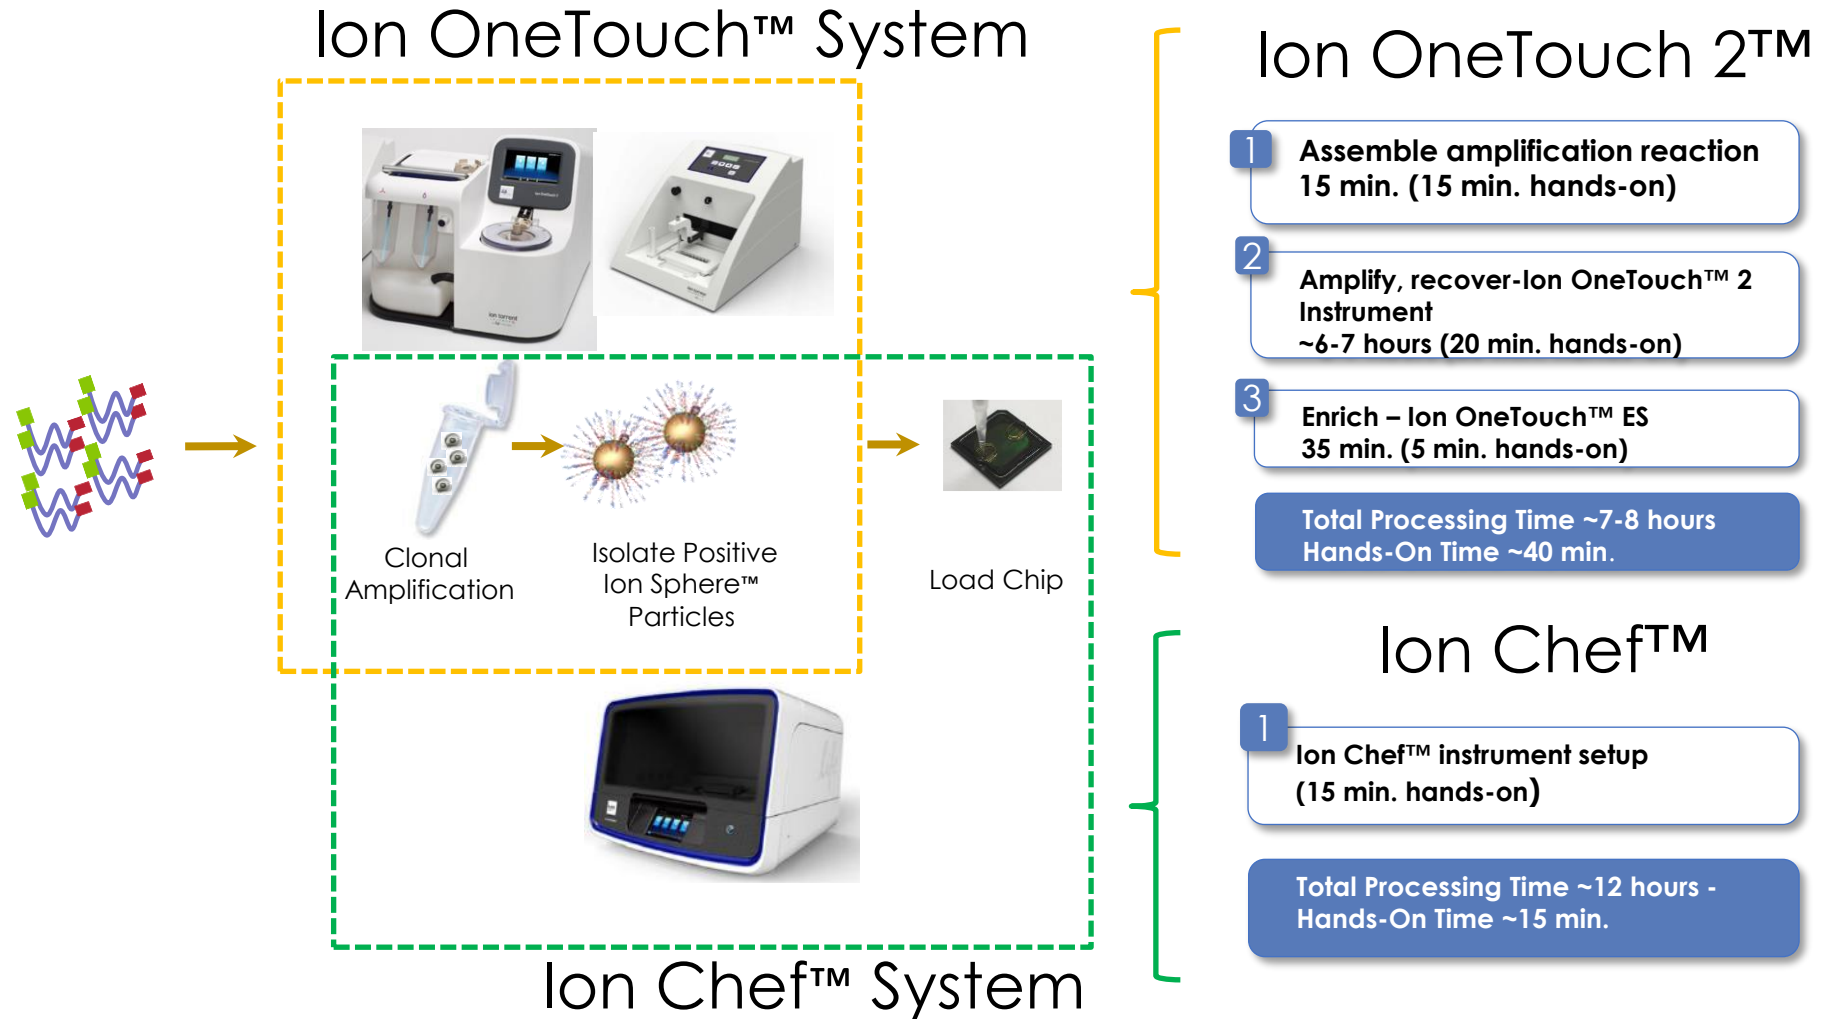 Ion OneTouch™ System
Clonal
Amplification
Isolate Positive
Ion Sphere™
Particles
Load Chip
Ion Chef™ System
Ion OneTouch 2™
1
Assemble amplification reaction
15 min. (15 min. hands-on)
2
Amplify, recover-Ion OneTouch™ 2
Instrument
~6-7 hours (20 min. hands-on)
3
Enrich – Ion OneTouch™ ES
35 min. (5 min. hands-on)
Total Processing Time ~7-8 hours
Hands-On Time ~40 min.
Ion Chef™
1
Ion Chef™ instrument setup
(15 min. hands-on)
Total Processing Time ~12 hours -
Hands-On Time ~15 min.